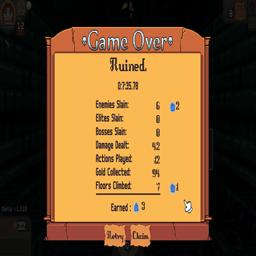 Game Over
Ruined.
0:7:35.78
Enemies Slain: 6 2
Elites Slain: 0
Bosses Slain: 0
Damage Dealt: 42
Actions Played: 12
Gold Collected: 94
Floors Climbed: 7 1
Earned : 3
Retry Claim